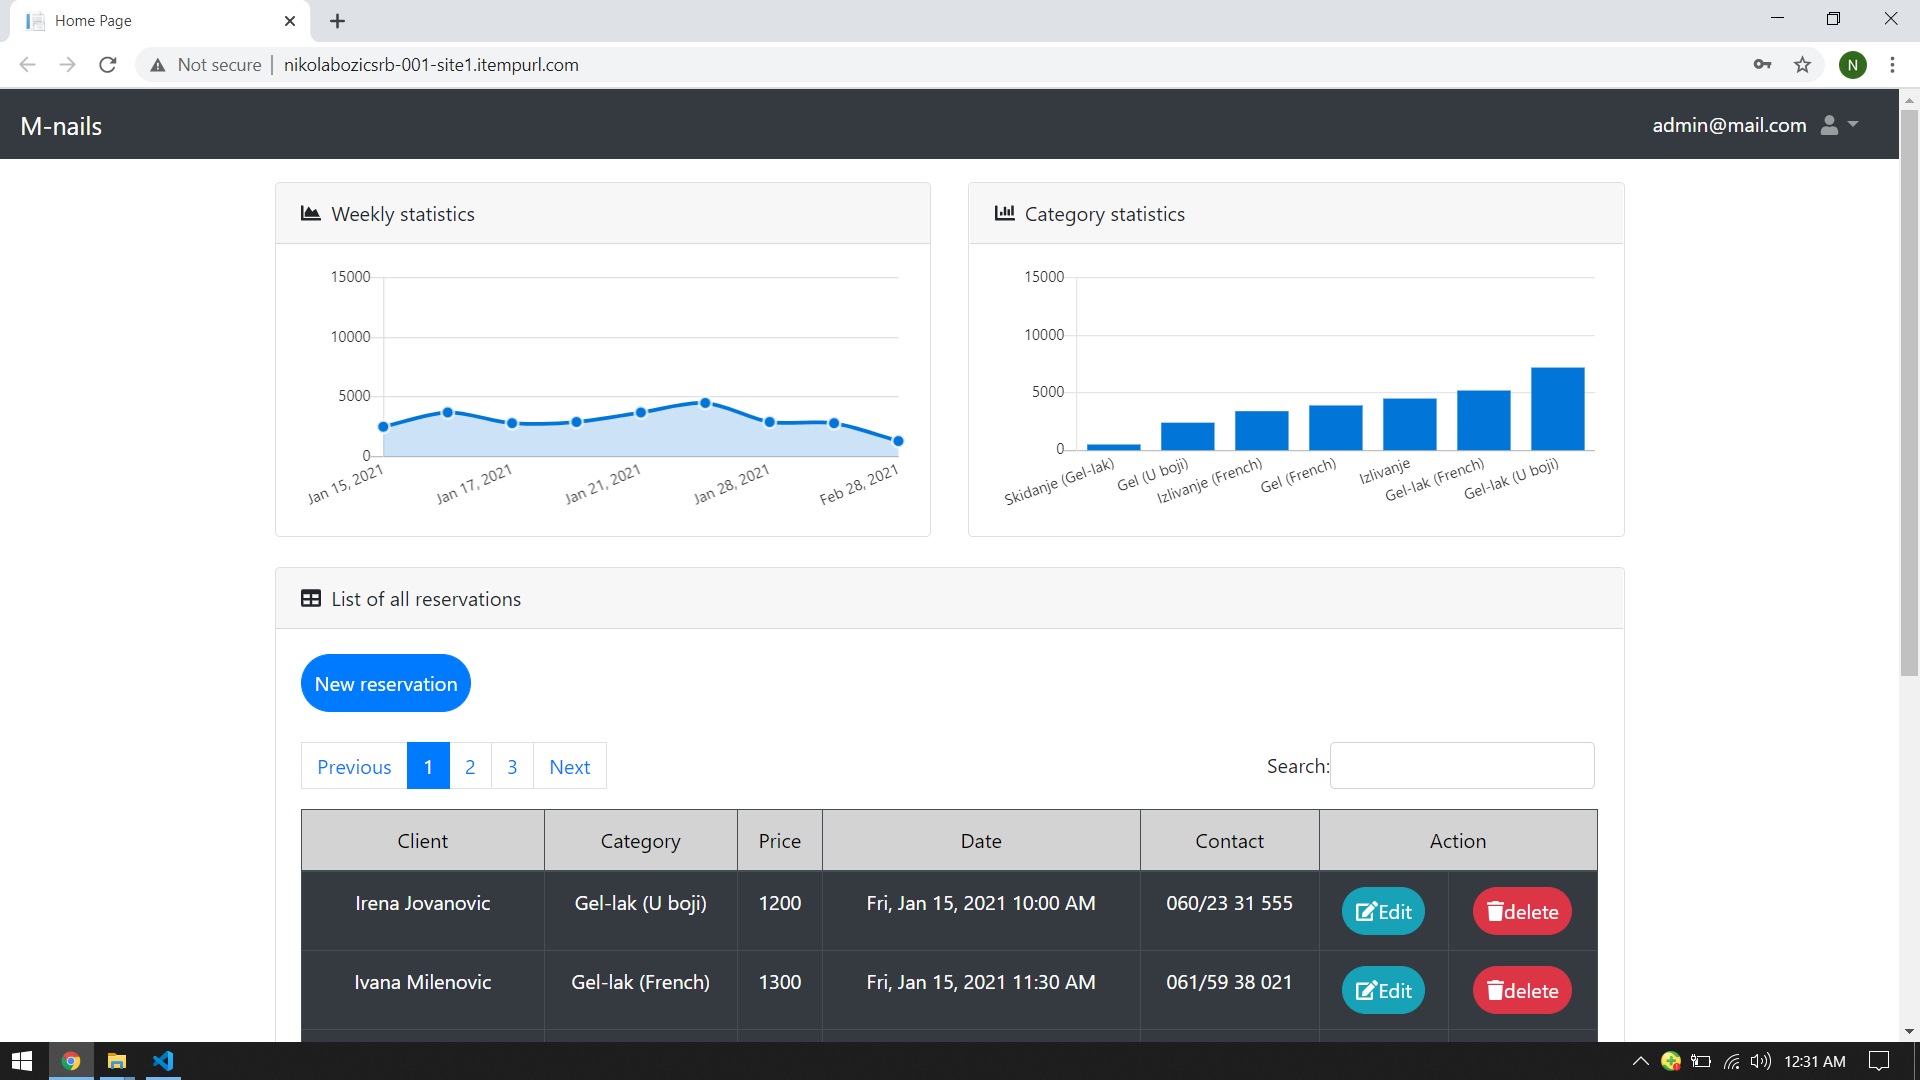 Home Page
Not secure
nikolabozicsrb-001-site1.itempurl.com
N
M-nails
admin@mail.com
Weekly statistics
15000
10000
5000
0
Jan 15, 2021
Jan 17, 2021
Jan 21, 2021
Jan 28, 2021
Feb 28, 2021
Category statistics
15000
10000
5000
0
Skidanje (Gel-lak)
Gel (U boji)
Izlivanje (French)
Gel (French)
Izlivanje
Gel-lak (French)
Gel-lak (U boji)
List of all reservations
New reservation
Previous 1 2 3 Next
Search:
Client Category Price Date Contact Action
Irena Jovanovic Gel-lak (U boji) 1200 Fri, Jan 15, 2021 10:00 AM 060/23 31 555 Edit delete
Ivana Milenovic Gel-lak (French) 1300 Fri, Jan 15, 2021 11:30 AM 061/59 38 021 Edit delete
12:31 AM